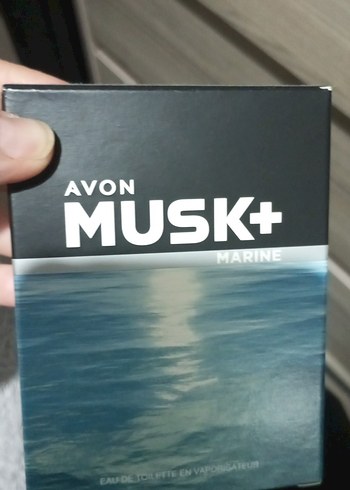 AVON
MUSK+
MARINE
EAU DE TOILETTE EN VAPORISATEUR